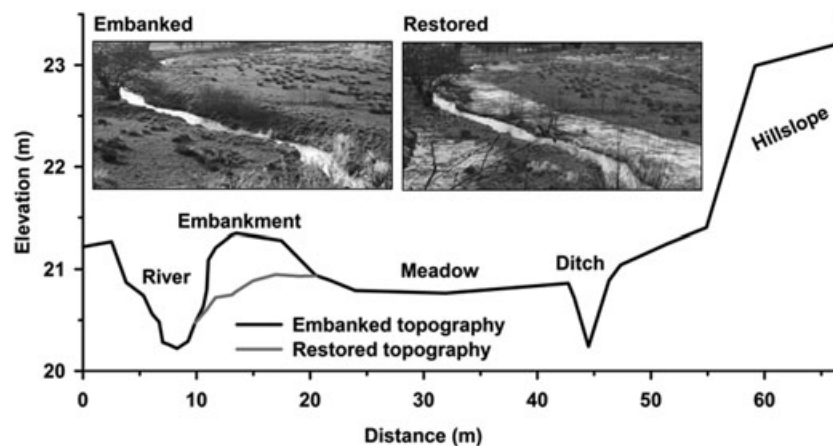 Embanked
Restored
23
22
21
20
Elevation (m)
Embankment
River
Meadow
Ditch
Hillslope
Embanked topography
Restored topography
0
10
20
30
40
50
60
Distance (m)